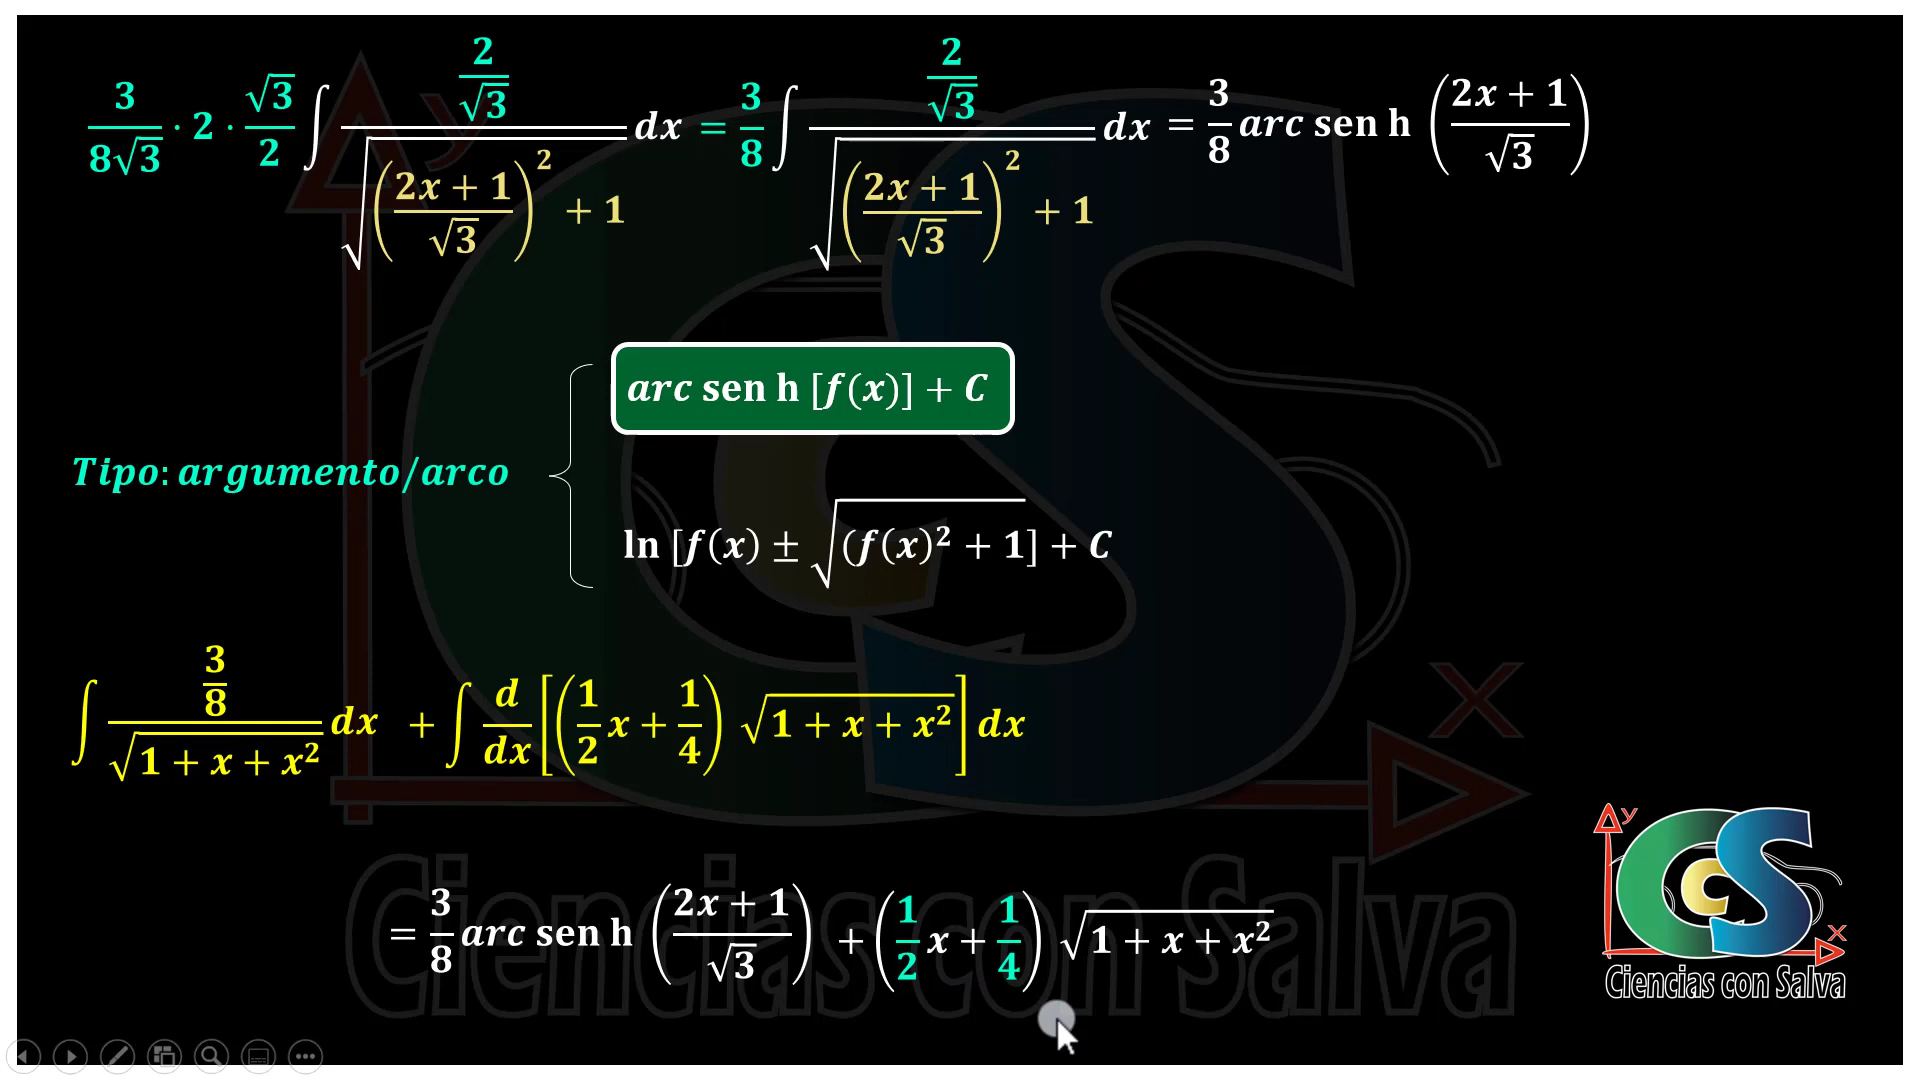 3/(8√3) · 2 · √3/2 ∫ (2/√3)/√(((2x + 1)/√3)² + 1) dx = 3/8 ∫ (2/√3)/√(((2x + 1)/√3)² + 1) dx = 3/8 arc sen h ((2x + 1)/√3)
arc sen h [f(x)] + C
Tipo: argumento/arco
ln [f(x) ± √((f(x)² + 1] + C
∫ (3/8)/√(1 + x + x²) dx + ∫ d/dx [(1/2 x + 1/4) √(1 + x + x²)] dx
= 3/8 arc sen h ((2x + 1)/√3) + (1/2 x + 1/4) √(1 + x + x²)
y
x
Ciencias con Salva
y
x
CCS
Ciencias con Salva